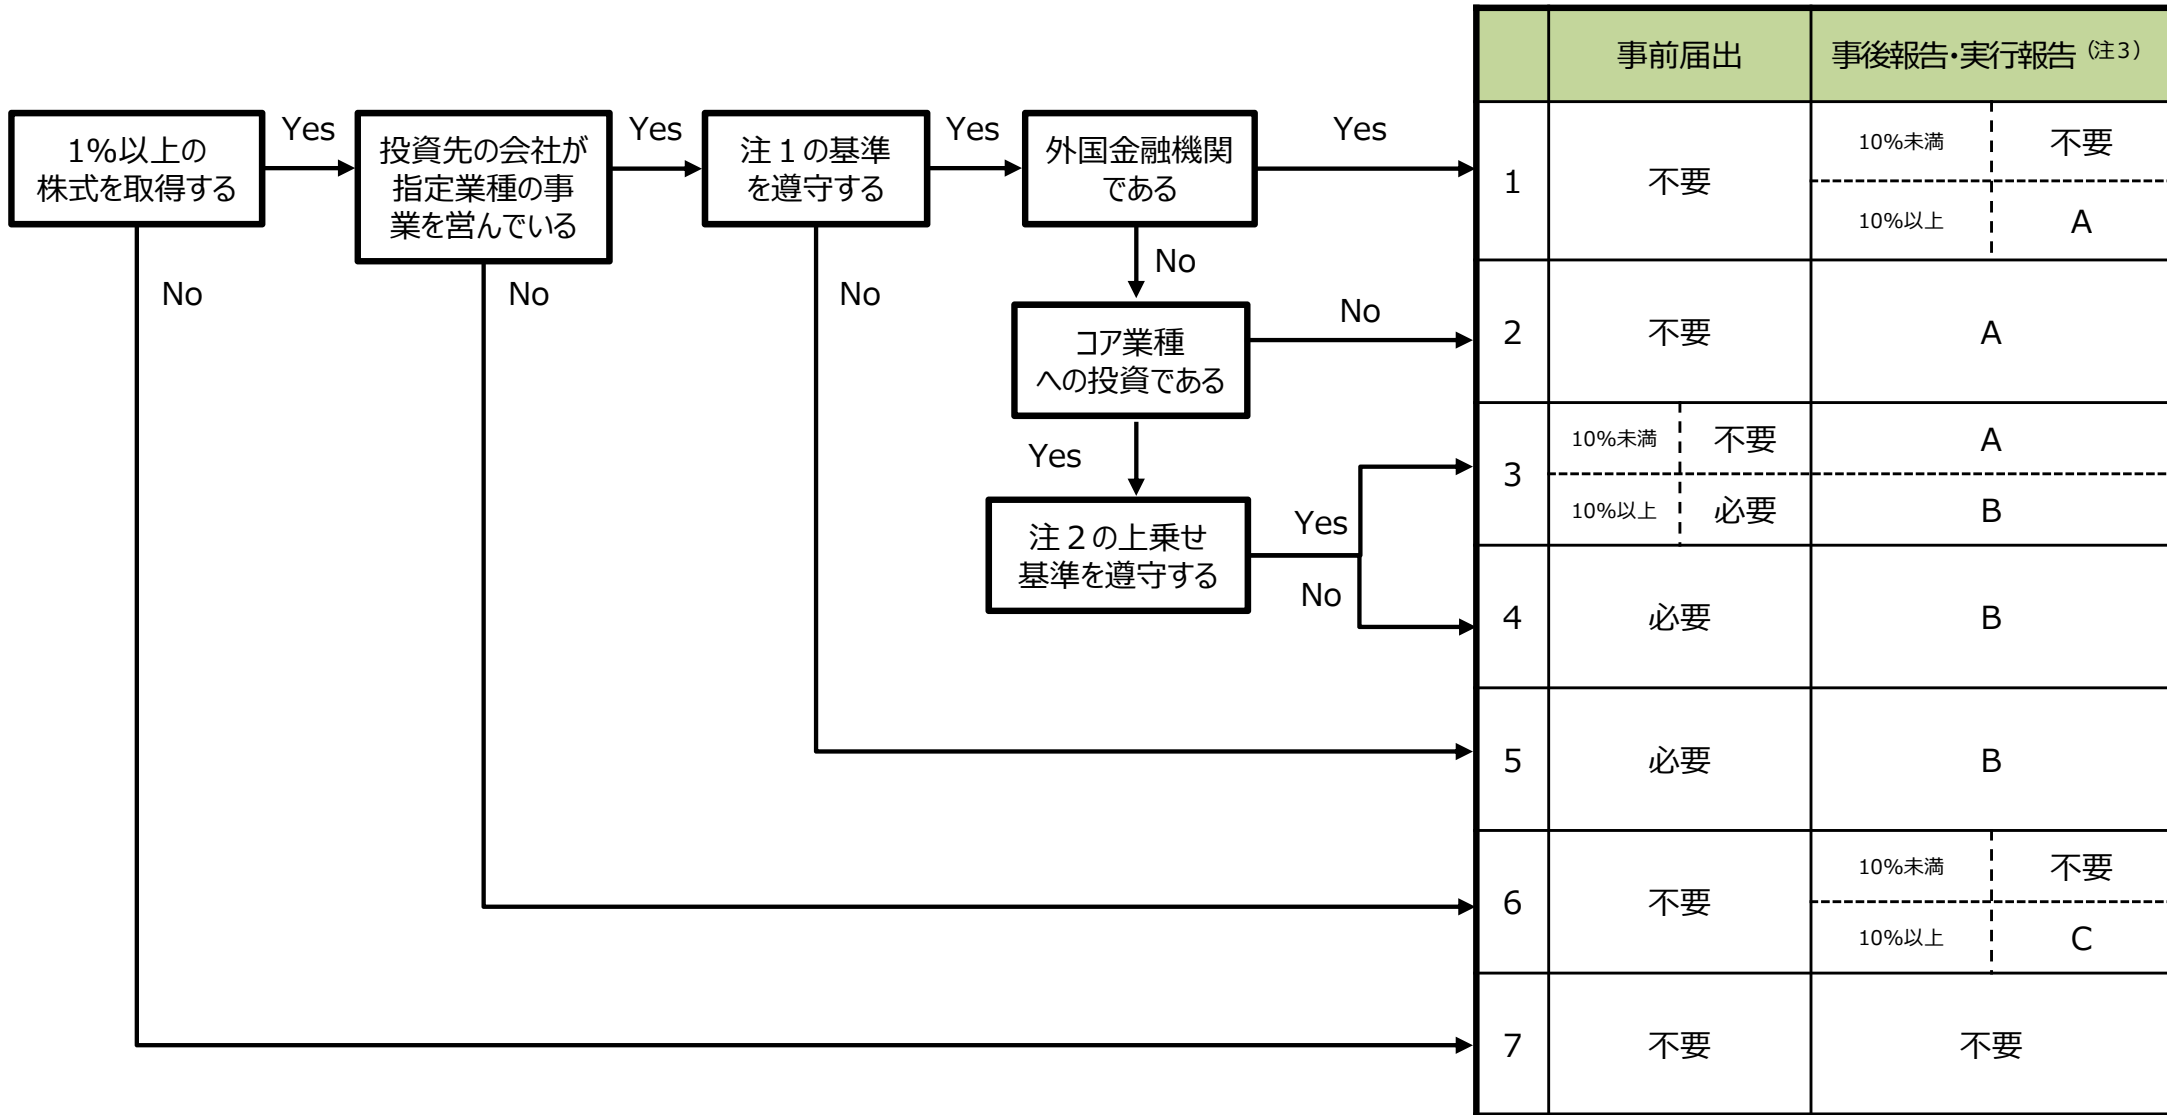 事前届出
事後報告・実行報告（注3）
1%以上の
株式を取得する
Yes
投資先の会社が
指定業種の事
業を営んでいる
Yes
注１の基準
を遵守する
Yes
外国金融機関
である
Yes
No
No
No
No
コア業種
への投資である
No
Yes
注２の上乗せ
基準を遵守する
Yes
No
1
不要
10%未満
不要
10%以上
A
2
不要
A
3
10%未満
不要
A
10%以上
必要
B
4
必要
B
5
必要
B
6
不要
10%未満
不要
10%以上
C
7
不要
不要